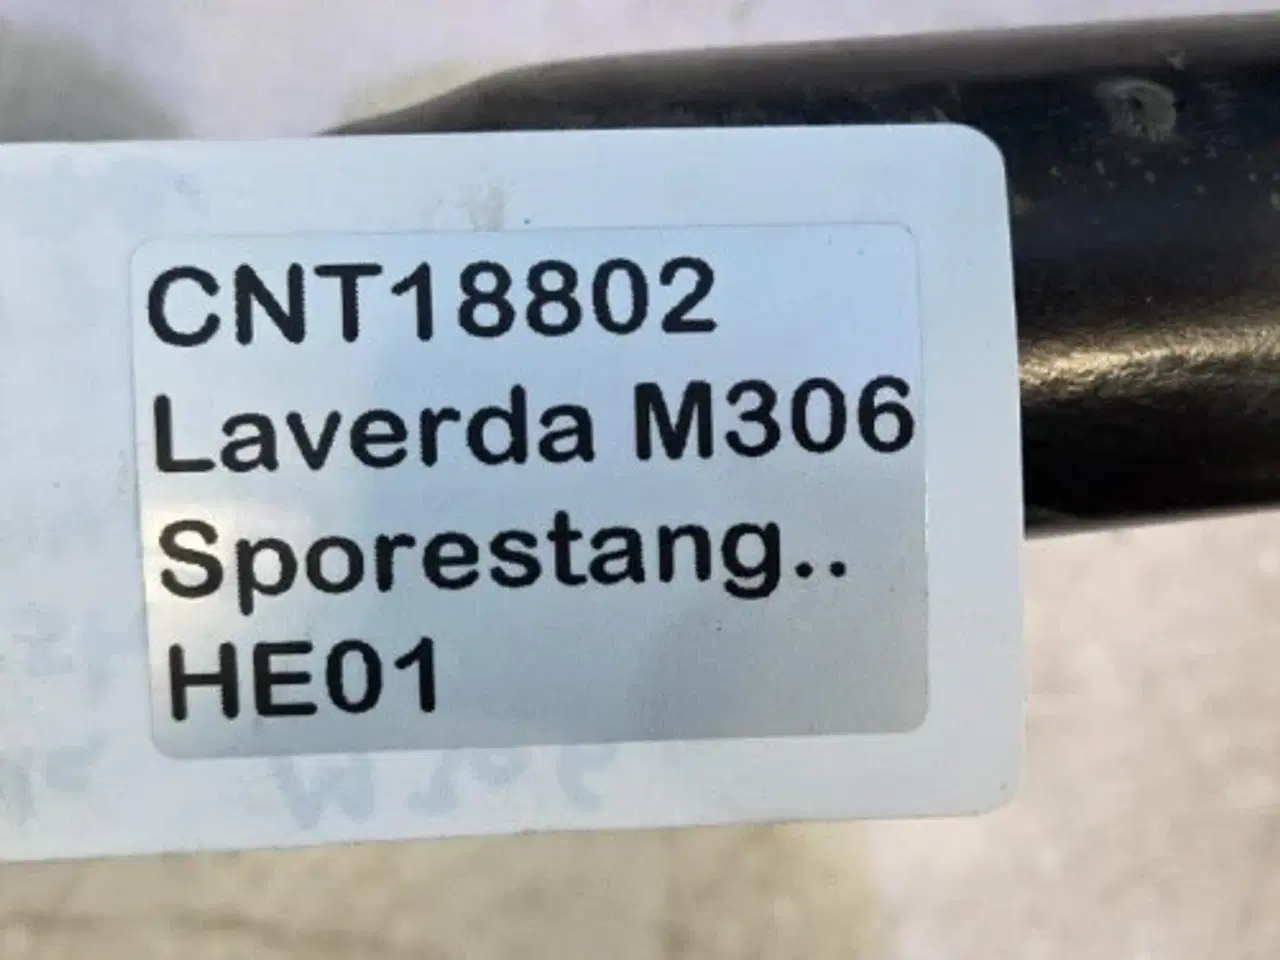 CNT18802
Laverda M306
Sporestang..
HE01